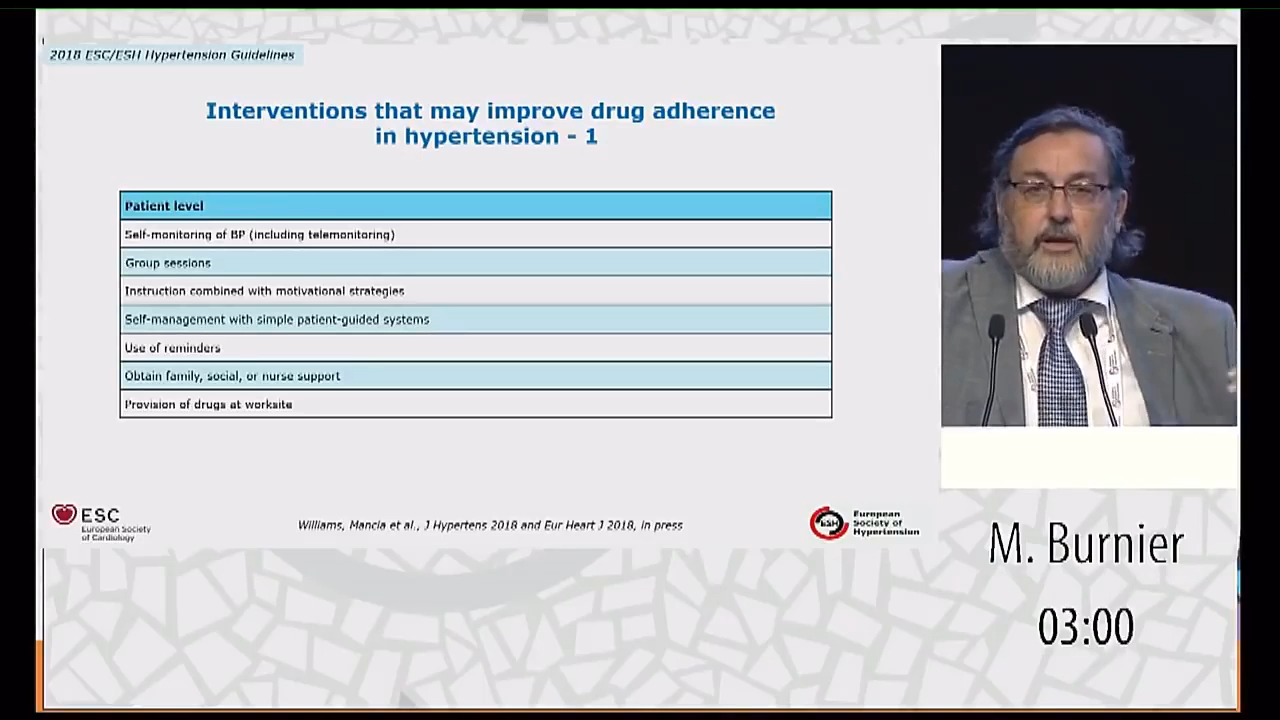 2018 ESC/ESH Hypertension Guidelines
Interventions that may improve drug adherence
in hypertension - 1
Patient level
Self-monitoring of BP (including telemonitoring)
Group sessions
Instruction combined with motivational strategies
Self-management with simple patient-guided systems
Use of reminders
Obtain family, social, or nurse support
Provision of drugs at worksite
ESC
European Society
of Cardiology
Williams, Mancia et al., J Hypertens 2018 and Eur Heart J 2018, in press
ESH
European
Society of
Hypertension
M. Burnier
03:00